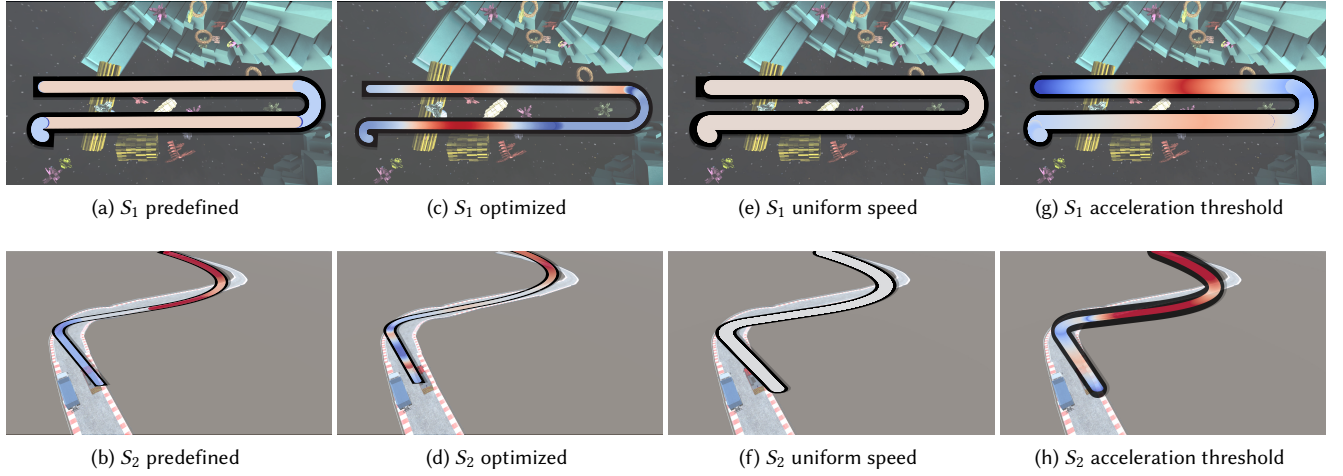 (a) S₁ predefined
(c) S₁ optimized
(e) S₁ uniform speed
(g) S₁ acceleration threshold
(b) S₂ predefined
(d) S₂ optimized
(f) S₂ uniform speed
(h) S₂ acceleration threshold